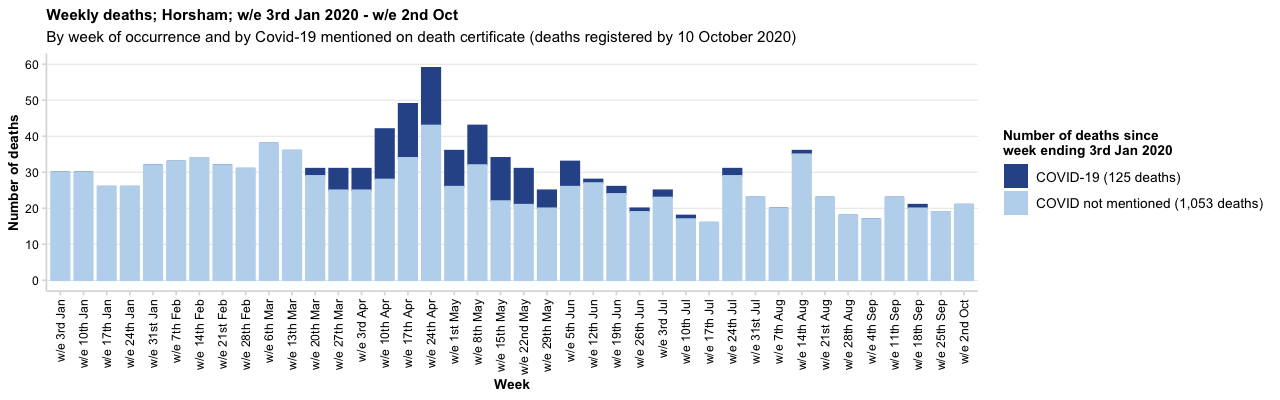 Weekly deaths; Horsham; w/e 3rd Jan 2020 - w/e 2nd Oct
By week of occurrence and by Covid-19 mentioned on death certificate (deaths registered by 10 October 2020)
Number of deaths
60
50
40
30
20
10
0
w/e 3rd Jan
w/e 10th Jan
w/e 17th Jan
w/e 24th Jan
w/e 31st Jan
w/e 7th Feb
w/e 14th Feb
w/e 21st Feb
w/e 28th Feb
w/e 6th Mar
w/e 13th Mar
w/e 20th Mar
w/e 27th Mar
w/e 3rd Apr
w/e 10th Apr
w/e 17th Apr
w/e 24th Apr
w/e 1st May
w/e 8th May
w/e 15th May
w/e 22nd May
w/e 29th May
w/e 5th Jun
w/e 12th Jun
w/e 19th Jun
w/e 26th Jun
w/e 3rd Jul
w/e 10th Jul
w/e 17th Jul
w/e 24th Jul
w/e 31st Jul
w/e 7th Aug
w/e 14th Aug
w/e 21st Aug
w/e 28th Aug
w/e 4th Sep
w/e 11th Sep
w/e 18th Sep
w/e 25th Sep
w/e 2nd Oct
Week
Number of deaths since
week ending 3rd Jan 2020
COVID-19 (125 deaths)
COVID not mentioned (1,053 deaths)